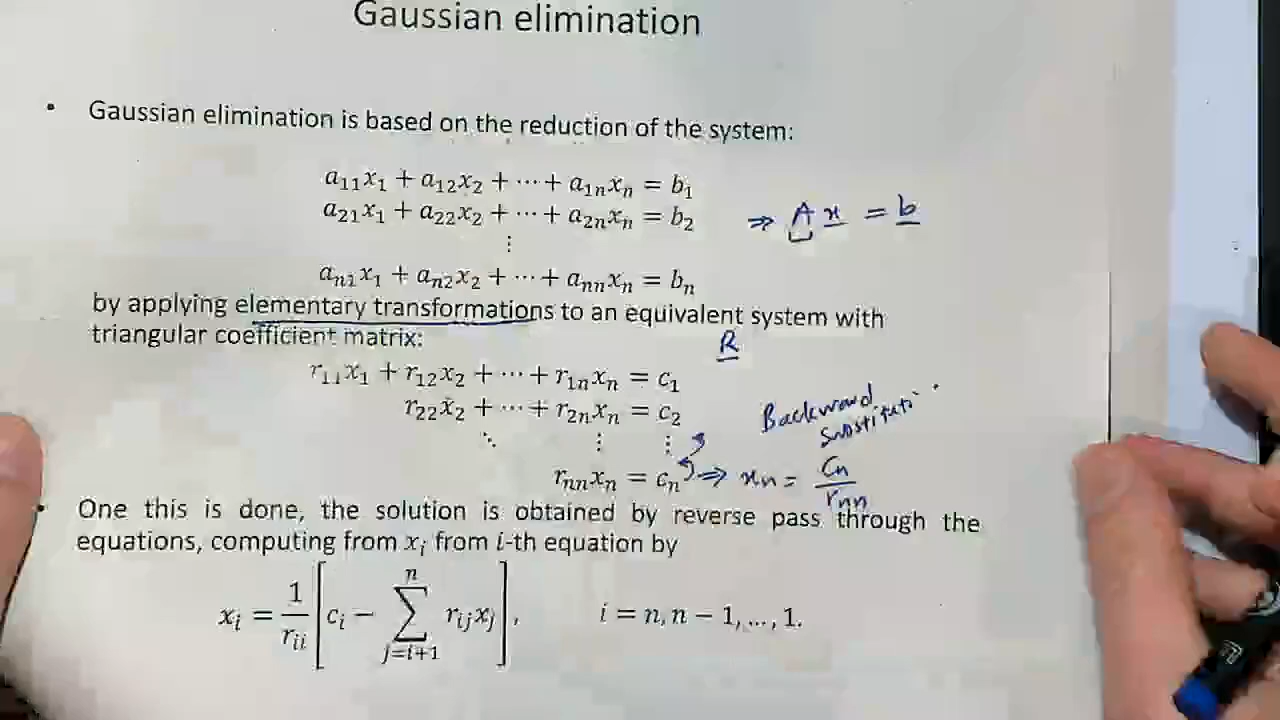 Gaussian elimination
• Gaussian elimination is based on the reduction of the system:
a₁₁x₁ + a₁₂x₂ + ⋯ + a₁ₙxₙ = b₁
a₂₁x₁ + a₂₂x₂ + ⋯ + a₂ₙxₙ = b₂ ⇒ A x = b
⋮
aₙ₁x₁ + aₙ₂x₂ + ⋯ + aₙₙxₙ = bₙ
by applying elementary transformations to an equivalent system with
triangular coefficient matrix:
R
r₁₁x₁ + r₁₂x₂ + ⋯ + r₁ₙxₙ = c₁
r₂₂x₂ + ⋯ + r₂ₙxₙ = c₂
Backward
substituti
⋱ ⋮ ⋮
rₙₙxₙ = cₙ ⇒ xn = Cn / rnn
• One this is done, the solution is obtained by reverse pass through the
equations, computing from xᵢ from i-th equation by
xᵢ = 1/rᵢᵢ [cᵢ − ∑ⁿⱼ₌ᵢ₊₁ rᵢⱼxⱼ], i = n, n − 1, …, 1.